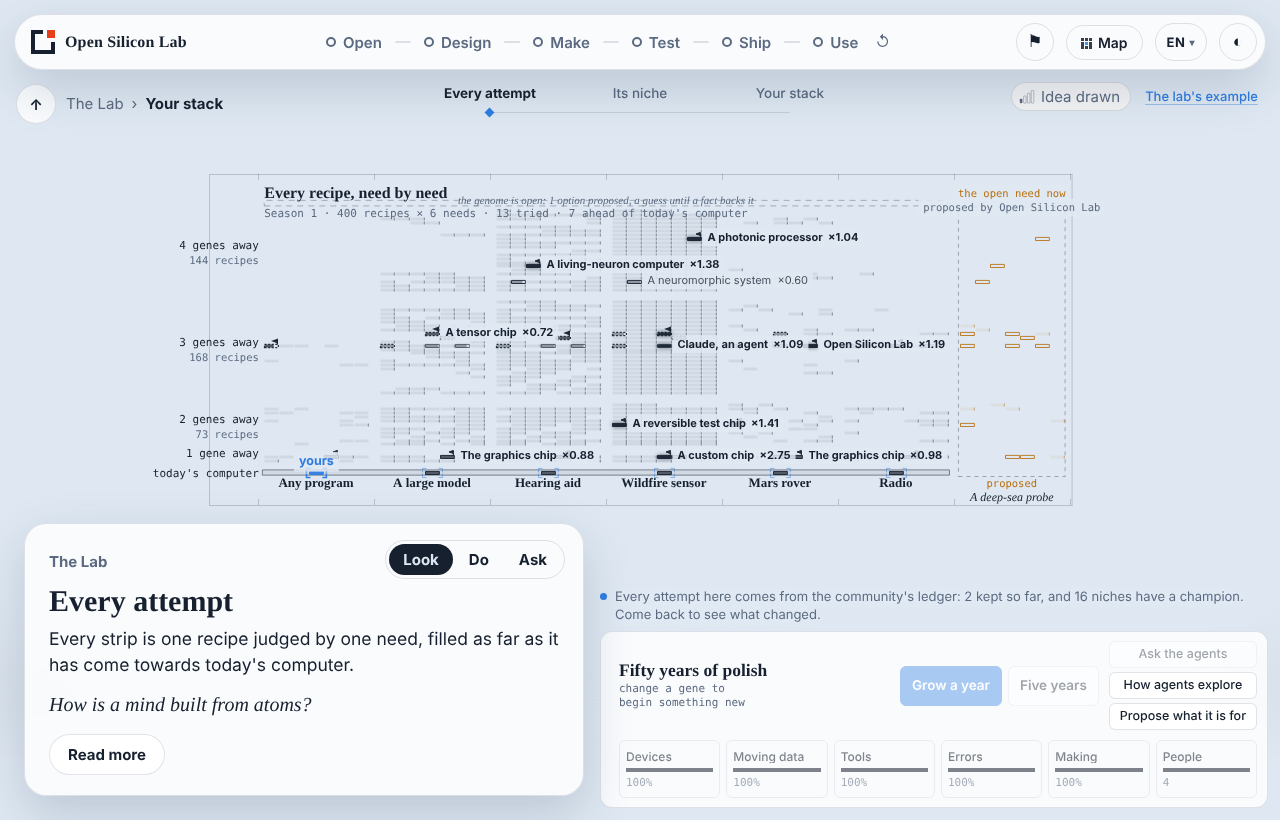 Open Silicon Lab
Open
Design
Make
Test
Ship
Use
Map
EN
The Lab › Your stack
Every attempt
Its niche
Your stack
Idea drawn
The lab's example
Every recipe, need by need
the genome is open: 1 option proposed, a guess until a fact backs it
Season 1 · 400 recipes × 6 needs · 13 tried · 7 ahead of today's computer
the open need now
proposed by Open Silicon Lab
4 genes away
144 recipes
A photonic processor ×1.04
A living-neuron computer ×1.38
A neuromorphic system ×0.60
3 genes away
168 recipes
A tensor chip ×0.72
Claude, an agent ×1.09
Open Silicon Lab ×1.19
2 genes away
73 recipes
A reversible test chip ×1.41
1 gene away
yours
The graphics chip ×0.88
A custom chip ×2.75
The graphics chip ×0.98
today's computer
Any program
A large model
Hearing aid
Wildfire sensor
Mars rover
Radio
proposed
A deep-sea probe
The Lab
Look
Do
Ask
Every attempt
Every strip is one recipe judged by one need, filled as far as it
has come towards today's computer.
How is a mind built from atoms?
Read more
Every attempt here comes from the community's ledger: 2 kept so far, and 16 niches have a champion.
Come back to see what changed.
Fifty years of polish
change a gene to
begin something new
Grow a year
Five years
Ask the agents
How agents explore
Propose what it is for
Devices
100%
Moving data
100%
Tools
100%
Errors
100%
Making
100%
People
4